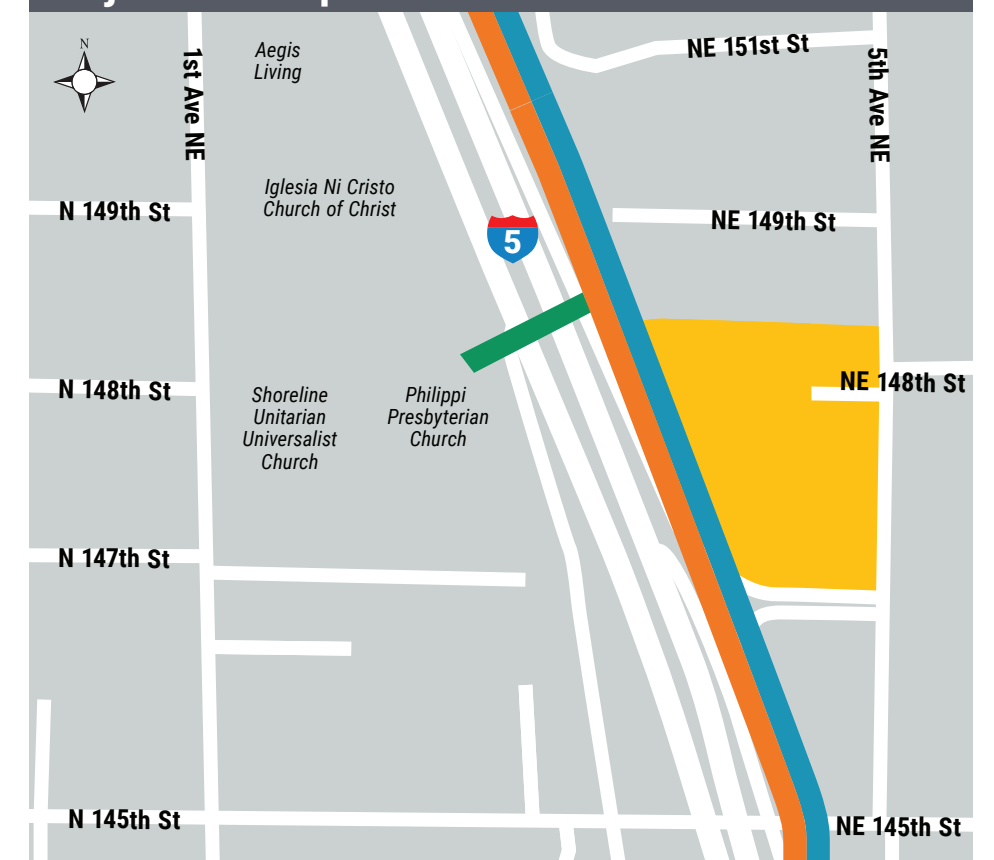 N
1st Ave NE
Aegis
Living
NE 151st St
5th Ave NE
Iglesia Ni Cristo
Church of Christ
N 149th St
NE 149th St
5
N 148th St
NE 148th St
Shoreline
Unitarian
Universalist
Church
Philippi
Presbyterian
Church
N 147th St
N 145th St
NE 145th St